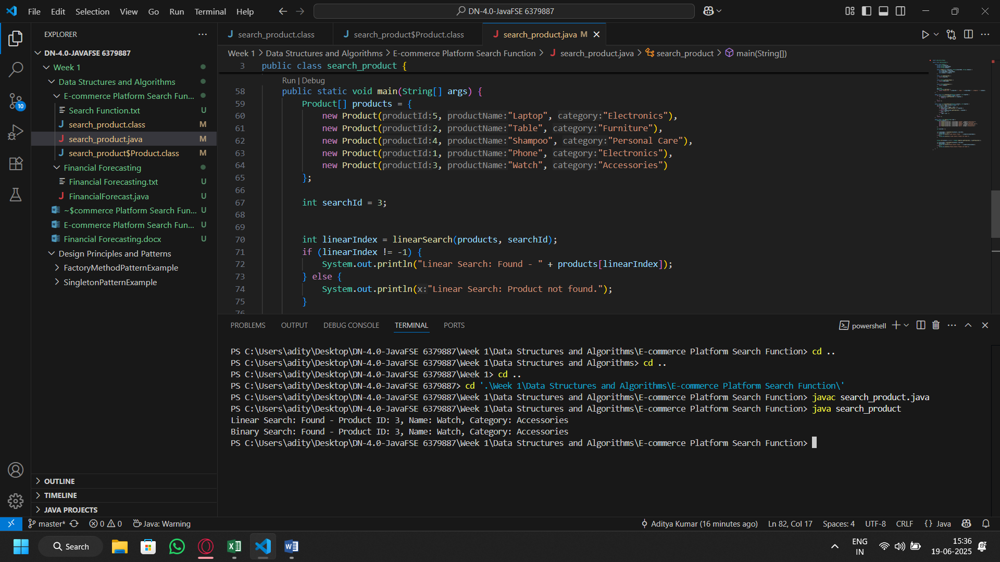 File Edit Selection View Go Run Terminal Help
DN-4.0-JavaFSE 6379887
EXPLORER
DN-4.0-JAVAFSE 6379887
Week 1
Data Structures and Algorithms
E-commerce Platform Search Fun...
Search Function.txt U
search_product.class M
search_product.java M
search_product$Product.class M
Financial Forecasting
Financial Forecasting.txt U
FinancialForecast.java U
~$commerce Platform Search Fun... U
E-commerce Platform Search Fun... U
Financial Forecasting.docx U
Design Principles and Patterns
FactoryMethodPatternExample
SingletonPatternExample
OUTLINE
TIMELINE
JAVA PROJECTS
10
search_product.class
search_product$Product.class
search_product.java M
Week 1 > Data Structures and Algorithms > E-commerce Platform Search Function > search_product.java > search_product > main(String[])
3 public class search_product {
Run | Debug
58 public static void main(String[] args) {
59 Product[] products = {
60 new Product(productId:5, productName:"Laptop", category:"Electronics"),
61 new Product(productId:2, productName:"Table", category:"Furniture"),
62 new Product(productId:4, productName:"Shampoo", category:"Personal Care"),
63 new Product(productId:1, productName:"Phone", category:"Electronics"),
64 new Product(productId:3, productName:"Watch", category:"Accessories")
65 };
66
67 int searchId = 3;
68
69
70 int linearIndex = linearSearch(products, searchId);
71 if (linearIndex != -1) {
72 System.out.println("Linear Search: Found - " + products[linearIndex]);
73 } else {
74 System.out.println(x:"Linear Search: Product not found.");
75 }
76
PROBLEMS OUTPUT DEBUG CONSOLE TERMINAL PORTS
powershell
PS C:\Users\adity\Desktop\DN-4.0-JavaFSE 6379887\Week 1\Data Structures and Algorithms\E-commerce Platform Search Function> cd ..
PS C:\Users\adity\Desktop\DN-4.0-JavaFSE 6379887\Week 1\Data Structures and Algorithms> cd ..
PS C:\Users\adity\Desktop\DN-4.0-JavaFSE 6379887\Week 1> cd ..
PS C:\Users\adity\Desktop\DN-4.0-JavaFSE 6379887> cd '.\Week 1\Data Structures and Algorithms\E-commerce Platform Search Function\'
PS C:\Users\adity\Desktop\DN-4.0-JavaFSE 6379887\Week 1\Data Structures and Algorithms\E-commerce Platform Search Function> javac search_product.java
PS C:\Users\adity\Desktop\DN-4.0-JavaFSE 6379887\Week 1\Data Structures and Algorithms\E-commerce Platform Search Function> java search_product
Linear Search: Found - Product ID: 3, Name: Watch, Category: Accessories
Binary Search: Found - Product ID: 3, Name: Watch, Category: Accessories
PS C:\Users\adity\Desktop\DN-4.0-JavaFSE 6379887\Week 1\Data Structures and Algorithms\E-commerce Platform Search Function>
master* 0 0 Java: Warning
Aditya Kumar (16 minutes ago) Ln 82, Col 17 Spaces: 4 UTF-8 CRLF {} Java
Search
ENG
IN
15:36
19-06-2025